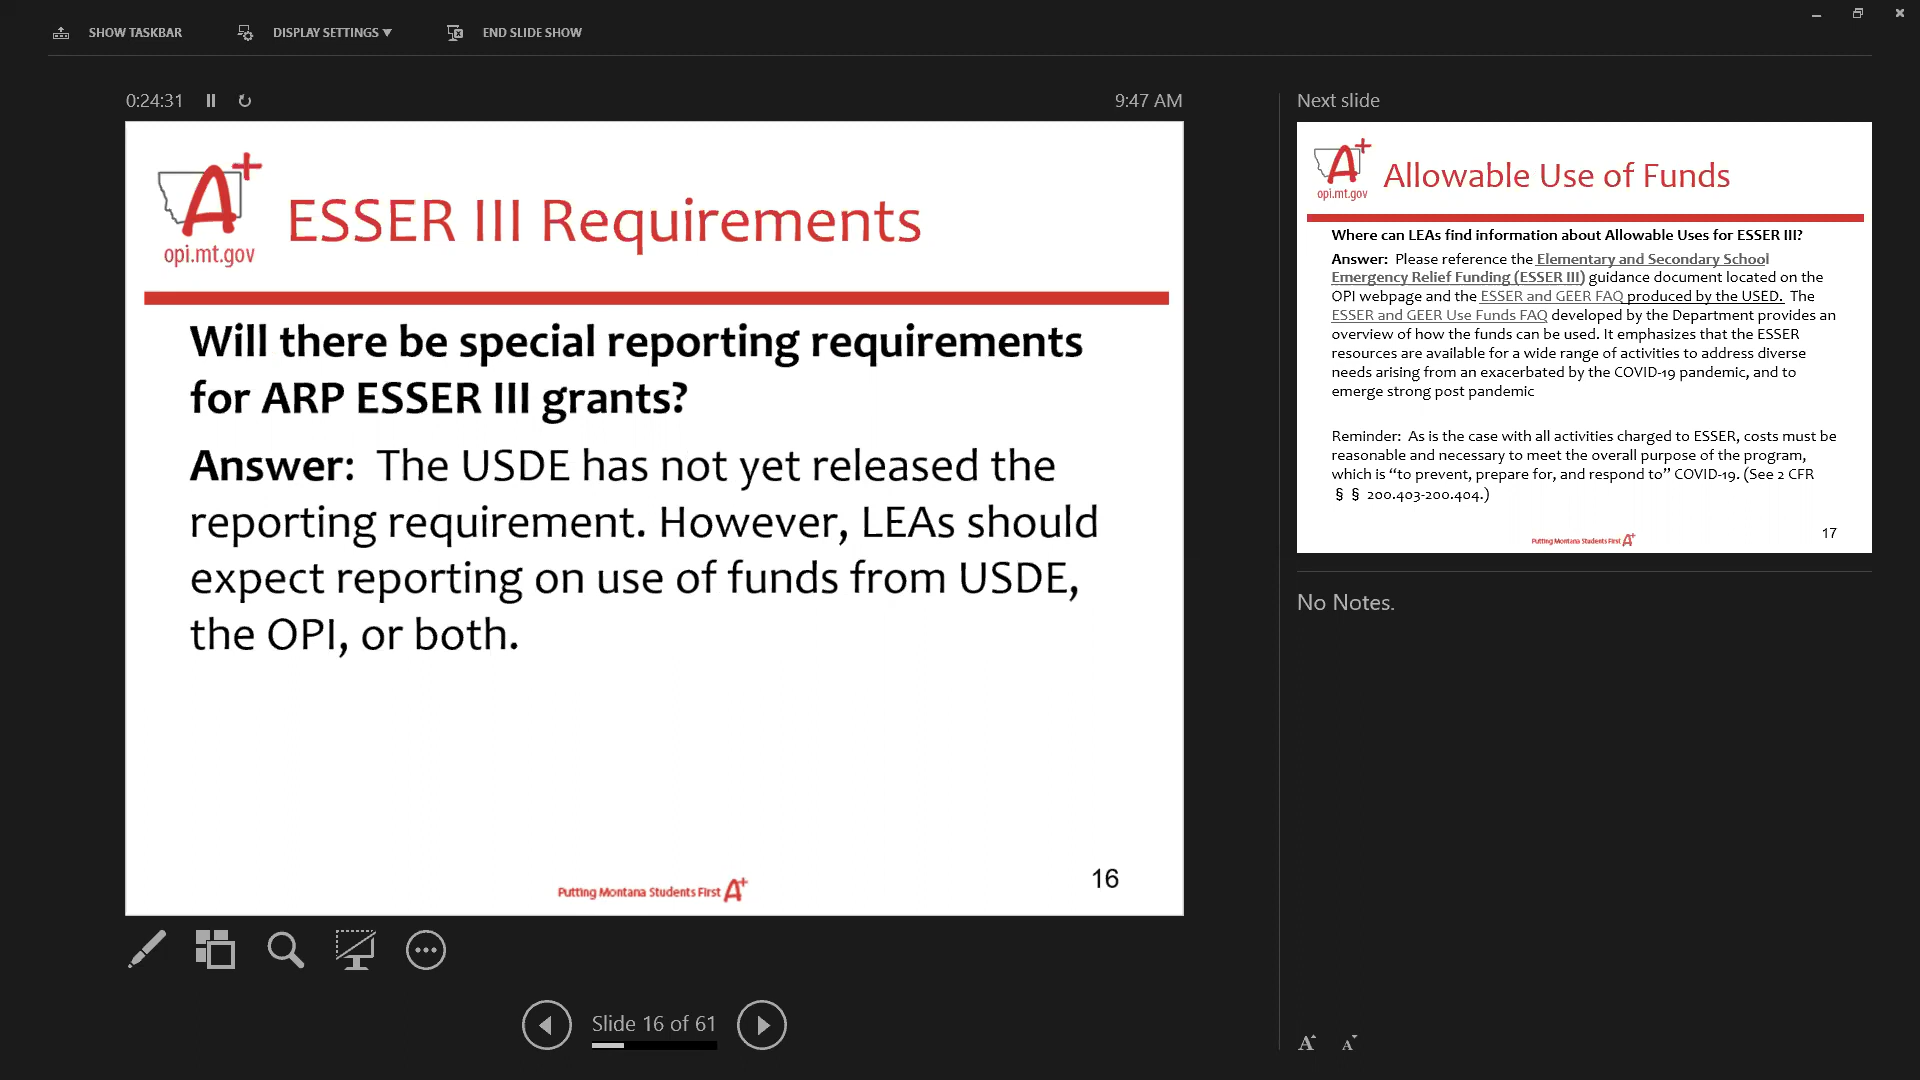 SHOW TASKBAR
DISPLAY SETTINGS ▼
END SLIDE SHOW
0:24:31
9:47 AM
A+
opi.mt.gov
ESSER III Requirements
Will there be special reporting requirements
for ARP ESSER III grants?
Answer: The USDE has not yet released the
reporting requirement. However, LEAs should
expect reporting on use of funds from USDE,
the OPI, or both.
Putting Montana Students First A+
16
Slide 16 of 61
Next slide
A+
opi.mt.gov
Allowable Use of Funds
Where can LEAs find information about Allowable Uses for ESSER III?
Answer: Please reference the Elementary and Secondary School
Emergency Relief Funding (ESSER III) guidance document located on the
OPI webpage and the ESSER and GEER FAQ produced by the USED. The
ESSER and GEER Use Funds FAQ developed by the Department provides an
overview of how the funds can be used. It emphasizes that the ESSER
resources are available for a wide range of activities to address diverse
needs arising from an exacerbated by the COVID-19 pandemic, and to
emerge strong post pandemic
Reminder: As is the case with all activities charged to ESSER, costs must be
reasonable and necessary to meet the overall purpose of the program,
which is “to prevent, prepare for, and respond to” COVID-19. (See 2 CFR
§ § 200.403-200.404.)
Putting Montana Students First A+
17
No Notes.
A A